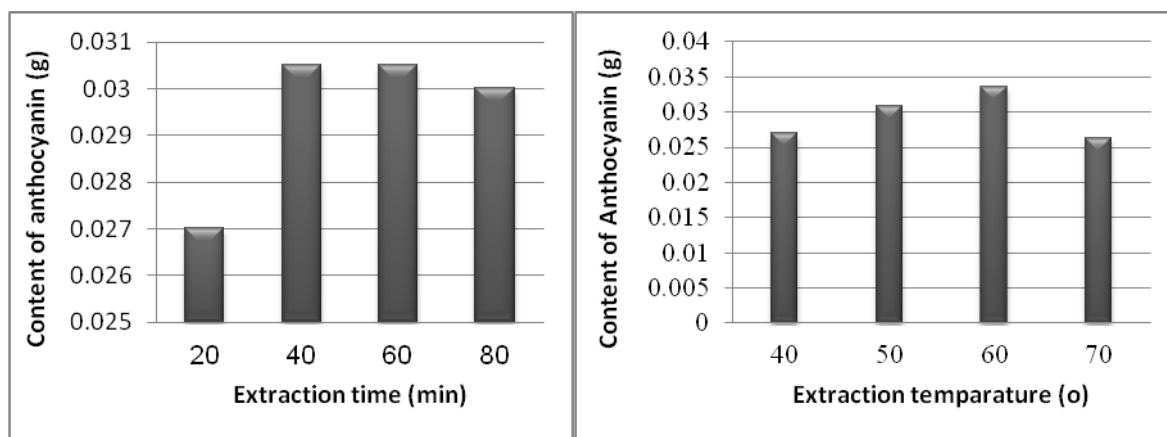 Content of anthocyanin (g)
0.031
0.03
0.029
0.028
0.027
0.026
0.025
20 40 60 80
Extraction time (min)
Content of Anthocyanin (g)
0.04
0.035
0.03
0.025
0.02
0.015
0.01
0.005
0
40 50 60 70
Extraction temparature (o)